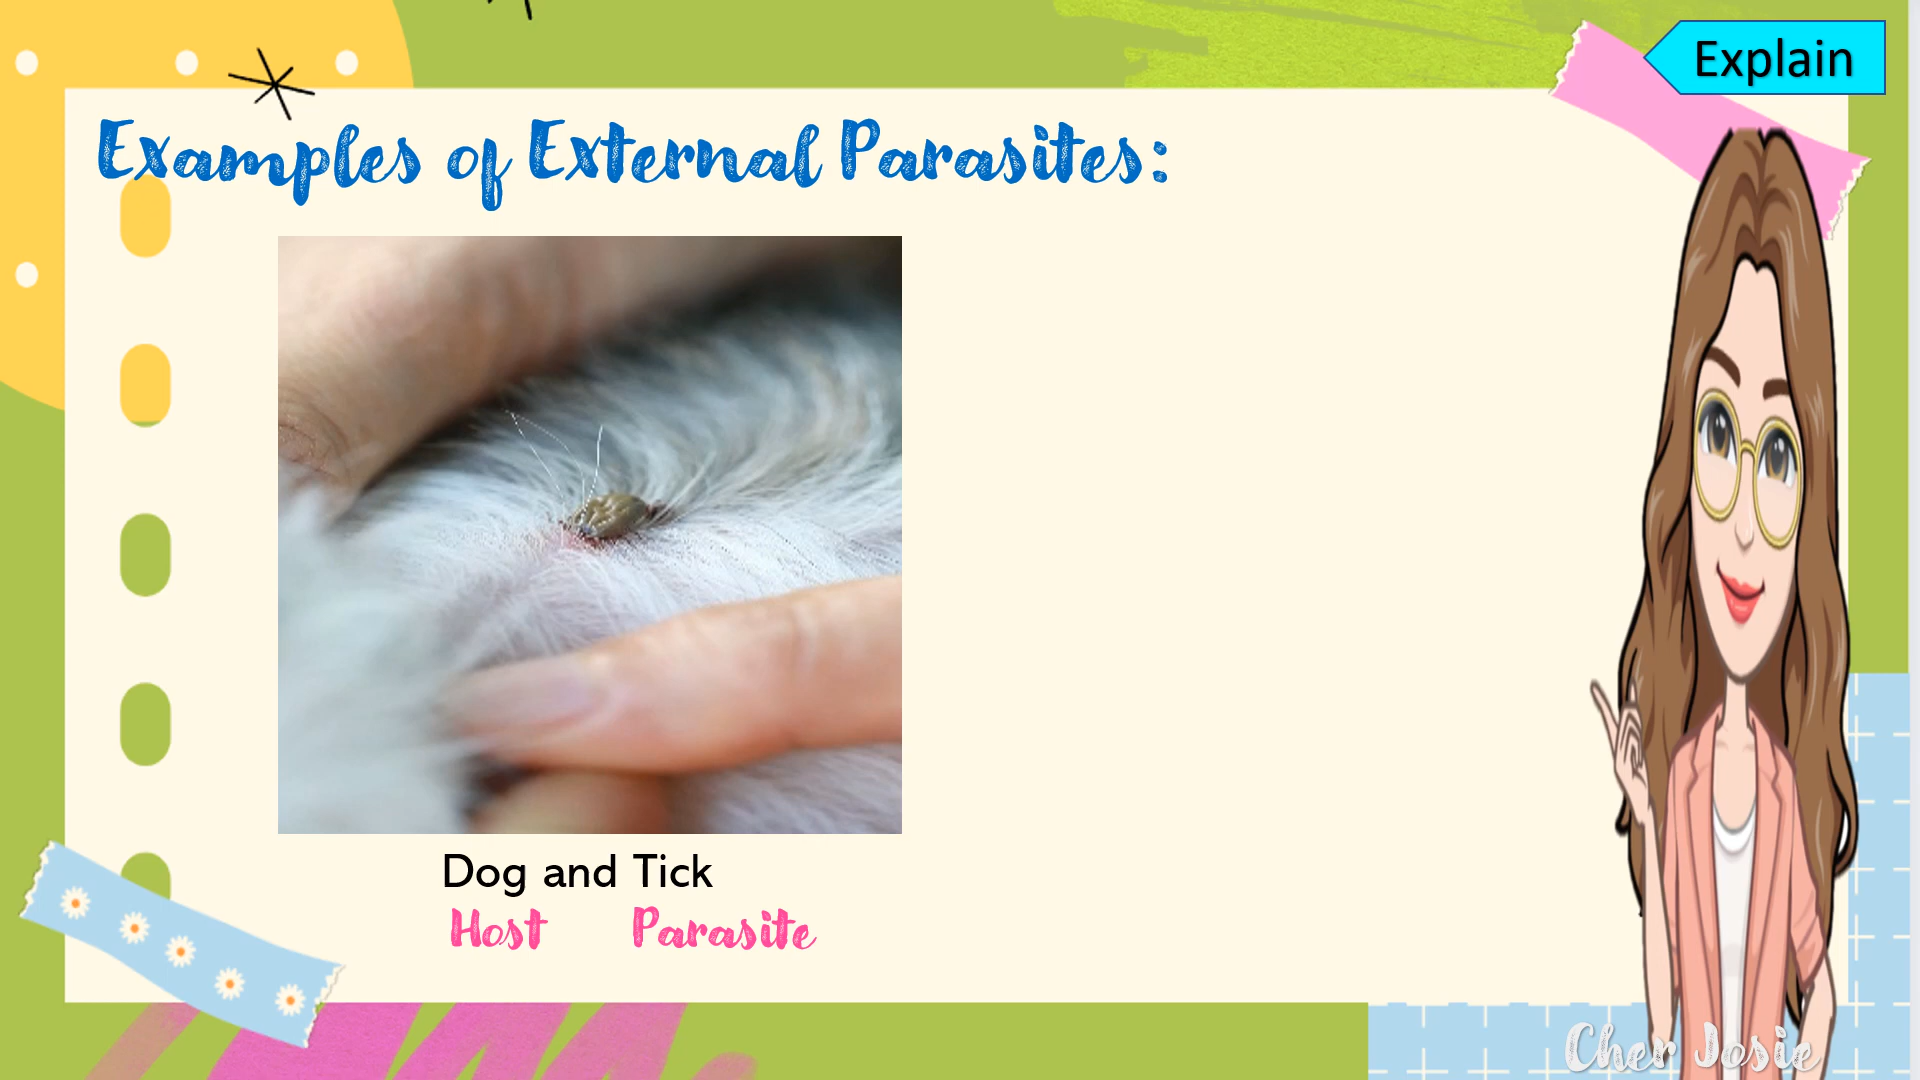 Explain
Examples of External Parasites:
Dog and Tick
Host Parasite
Cher Josie